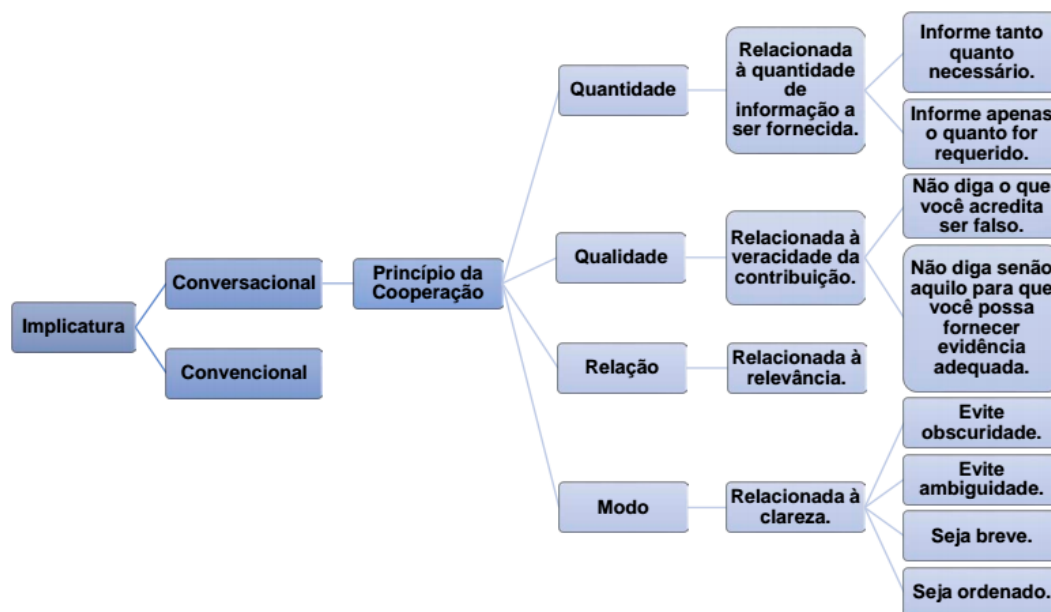 Implicatura
Conversacional
Convencional
Princípio da
Cooperação
Quantidade
Relacionada
à quantidade
de
informação a
ser fornecida.
Informe tanto
quanto
necessário.
Informe apenas
o quanto for
requerido.
Qualidade
Relacionada à
veracidade da
contribuição.
Não diga o que
você acredita
ser falso.
Não diga senão
aquilo para que
você possa
fornecer
evidência
adequada.
Relação
Relacionada à
relevância.
Modo
Relacionada à
clareza.
Evite
obscuridade.
Evite
ambiguidade.
Seja breve.
Seja ordenado.